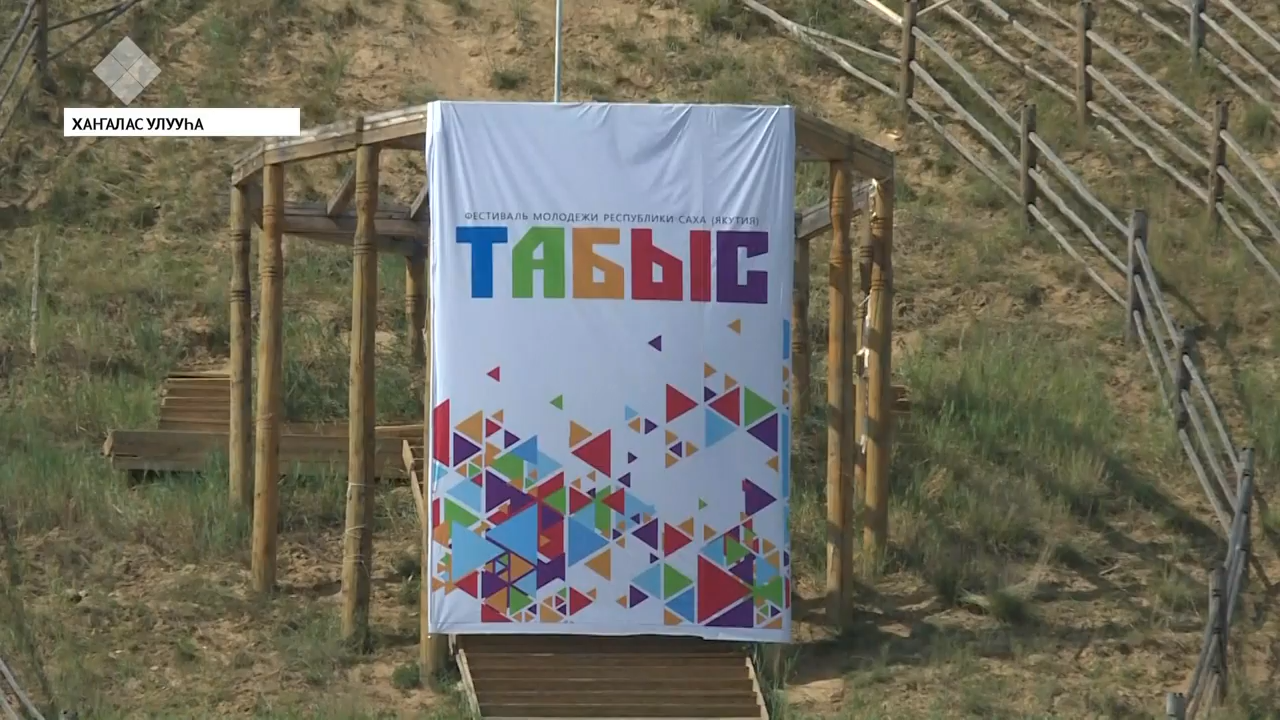 ХАҤАЛАС УЛУУҺА
ФЕСТИВАЛЬ МОЛОДЕЖИ РЕСПУБЛИКИ САХА (ЯКУТИЯ)
ТАБЫС